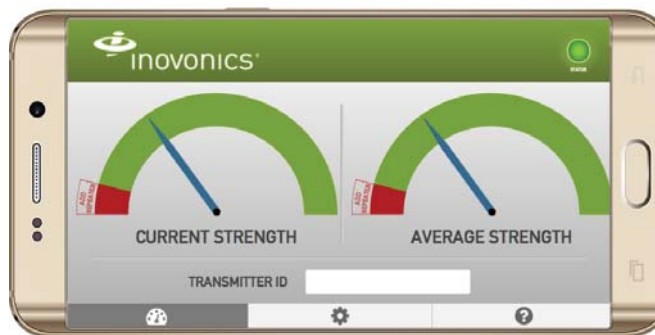 inovonics®
STATUS
ADD
REPEATER
ADD
REPEATER
CURRENT STRENGTH
AVERAGE STRENGTH
TRANSMITTER ID
?